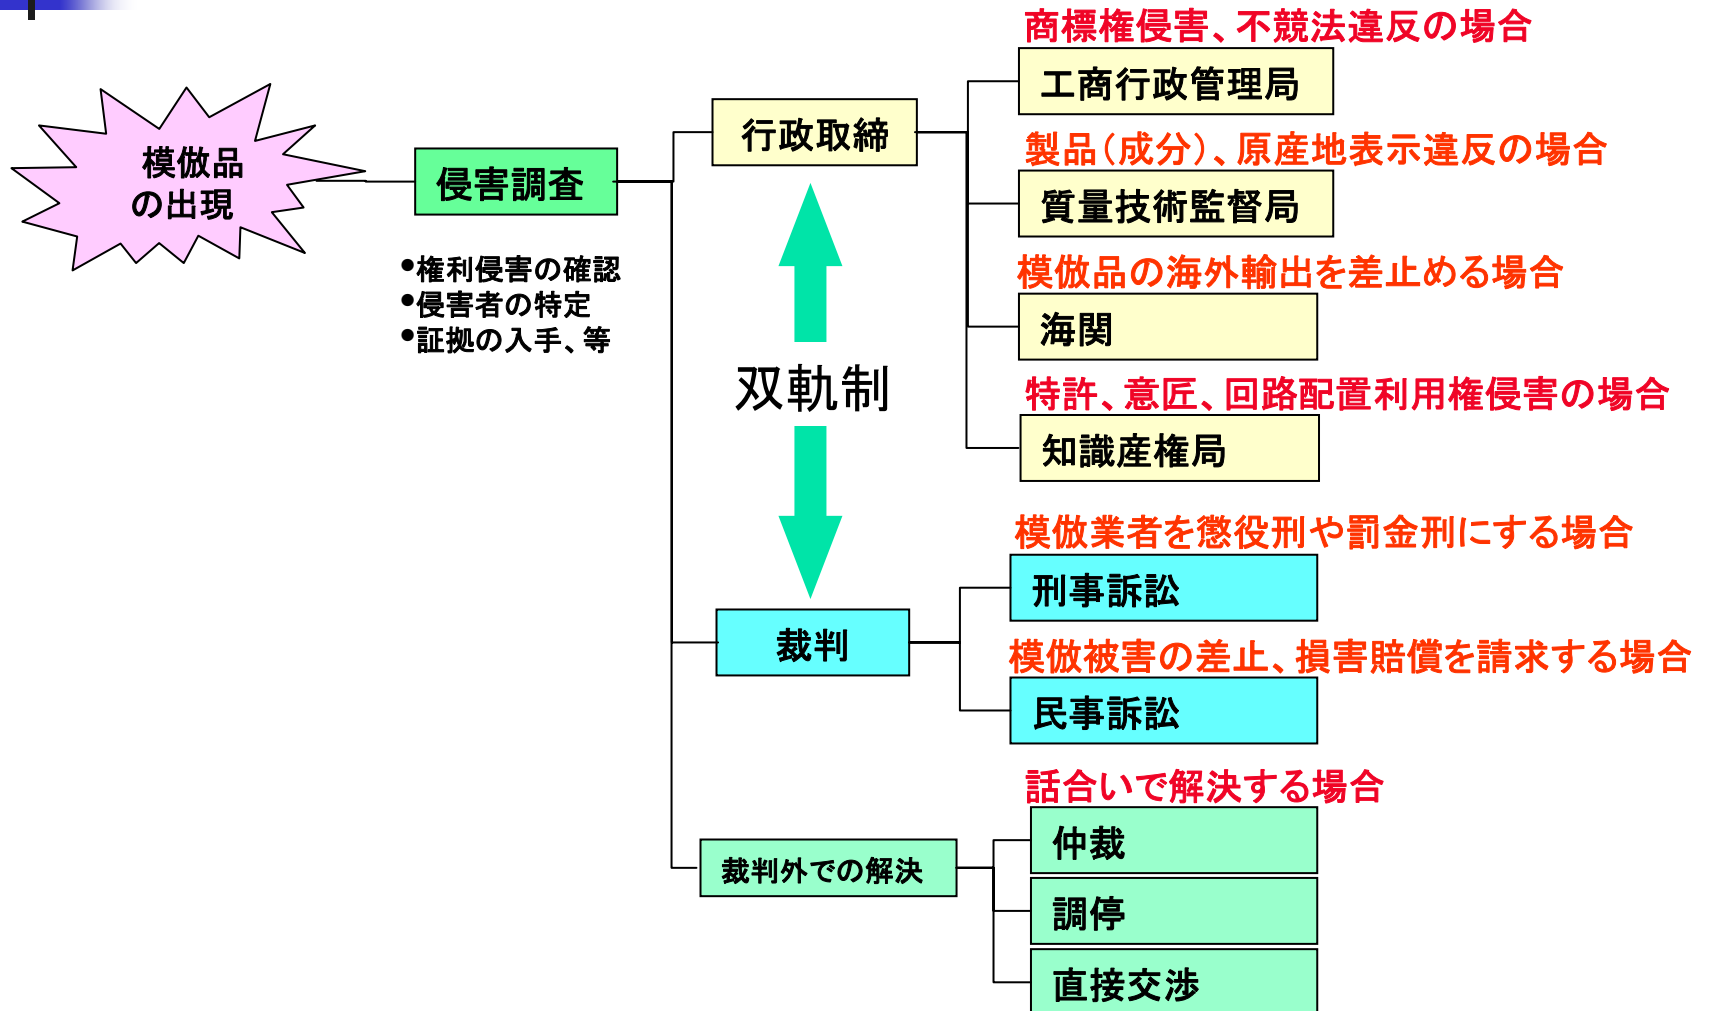 模倣品
の出現
侵害調査
•権利侵害の確認
•侵害者の特定
•証拠の入手、等
行政取締
双軌制
裁判
裁判外での解決
商標権侵害、不競法違反の場合
工商行政管理局
製品（成分）、原産地表示違反の場合
質量技術監督局
模倣品の海外輸出を差止める場合
海関
特許、意匠、回路配置利用権侵害の場合
知識産権局
模倣業者を懲役刑や罰金刑にする場合
刑事訴訟
模倣被害の差止、損害賠償を請求する場合
民事訴訟
話合いで解決する場合
仲裁
調停
直接交渉